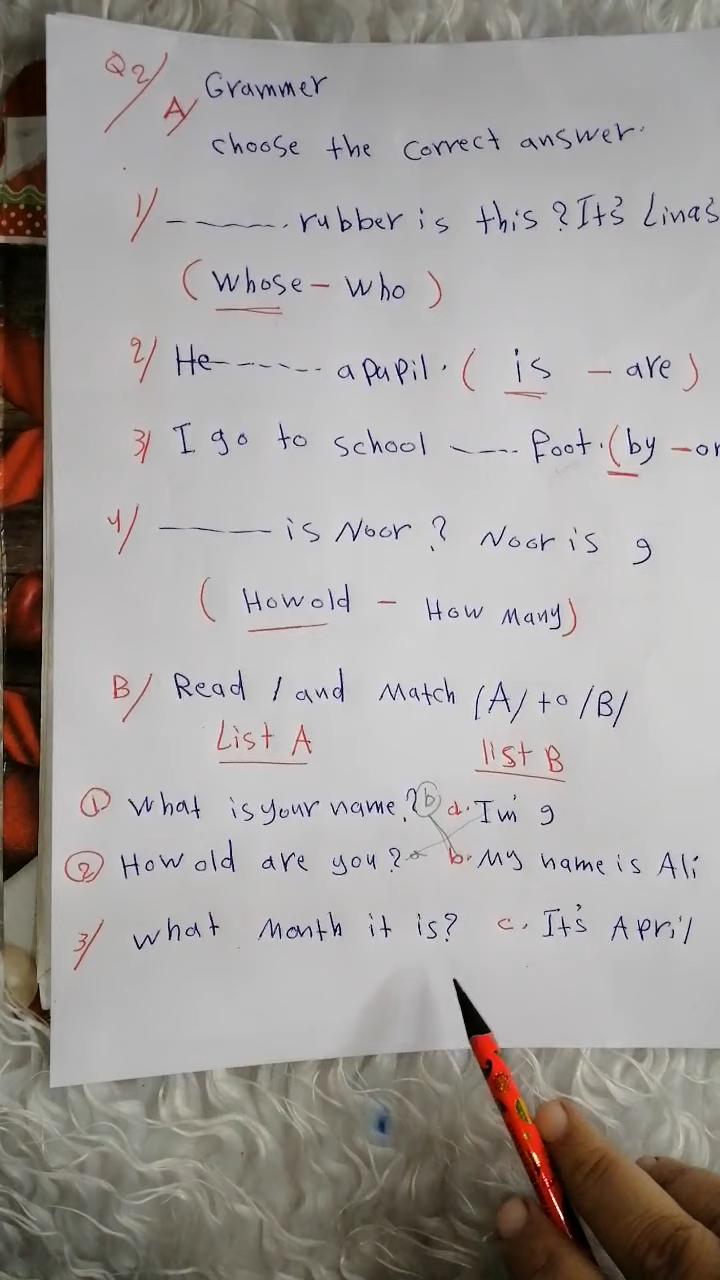 Q2/ A/ Grammer
choose the correct answer.
1/ -------- rubber is this? It's Lina's
(Whose - Who)
2/ He ------ a pupil. (is - are)
3/ I go to school ----- foot. (by -on
4/ ------ is Noor? Noor is 9
(How old - How Many)
B/ Read / and Match /A/ to /B/
List A list B
① what is your name? b a. I'm 9
② How old are you? a b. My name is Ali
3/ what Month it is? c. It's April